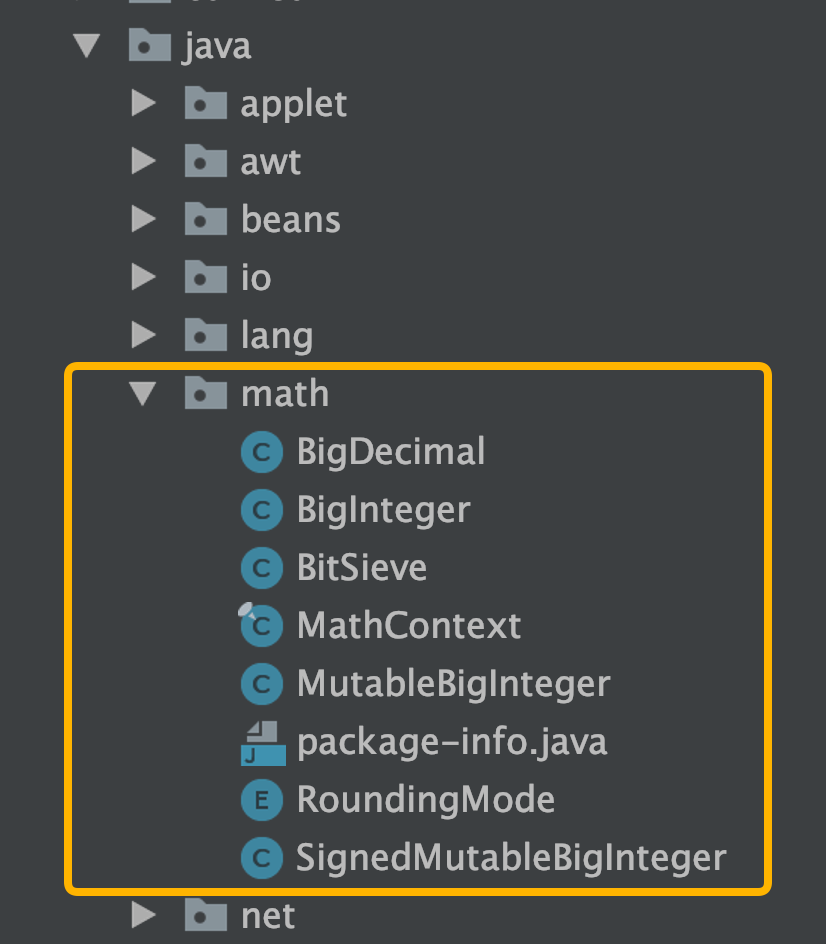 java
applet
awt
beans
io
lang
math
C BigDecimal
C BigInteger
C BitSieve
C MathContext
C MutableBigInteger
J package-info.java
E RoundingMode
C SignedMutableBigInteger
net